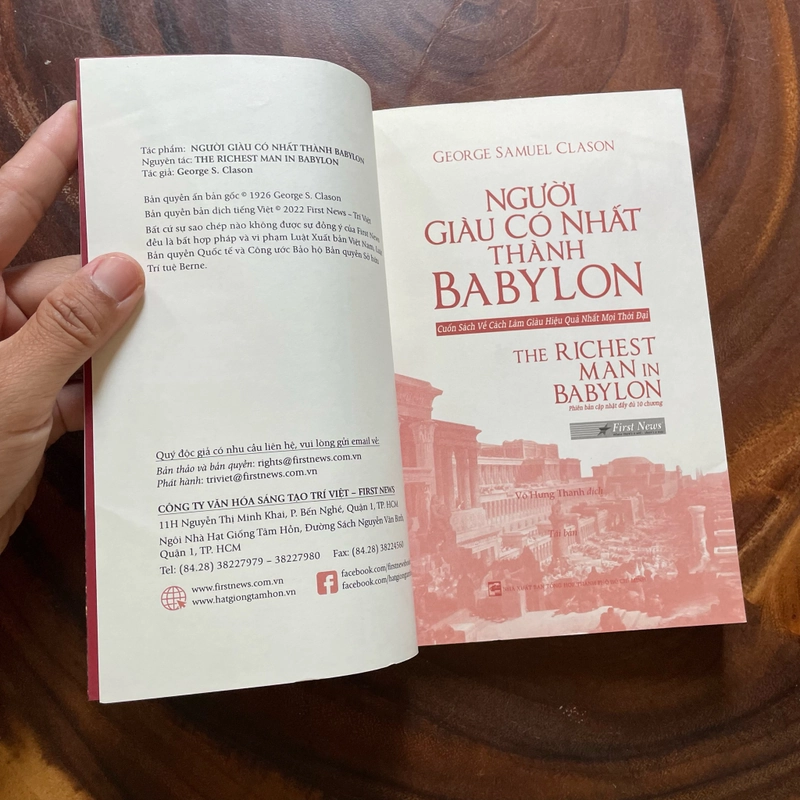 Tác phẩm: NGƯỜI GIÀU CÓ NHẤT THÀNH BABYLON
Nguyên tác: THE RICHEST MAN IN BABYLON
Tác giả: George S. Clason
Bản quyền ấn bản gốc © 1926 George S. Clason
Bản quyền bản dịch tiếng Việt © 2022 First News – Trí Việt
Bất cứ sự sao chép nào không được sự đồng ý của First News
đều là bất hợp pháp và vi phạm Luật Xuất bản Việt Nam, Luật
Bản quyền Quốc tế và Công ước Bảo hộ Bản quyền Sở hữu
Trí tuệ Berne.
Quý độc giả có nhu cầu liên hệ, vui lòng gửi email về:
Bản thảo và bản quyền: rights@firstnews.com.vn
Phát hành: triviet@firstnews.com.vn
CÔNG TY VĂN HÓA SÁNG TẠO TRÍ VIỆT – FIRST NEWS
11H Nguyễn Thị Minh Khai, P. Bến Nghé, Quận 1, TP. HCM
Ngôi Nhà Hạt Giống Tâm Hồn, Đường Sách Nguyễn Văn Bình
Quận 1, TP. HCM
Tel: (84.28) 38227979 – 38227980 Fax: (84.28) 38224560
www.firstnews.com.vn
www.hatgiongtamhon.vn
GEORGE SAMUEL CLASON
NGƯỜI
GIÀU CÓ NHẤT
THÀNH
BABYLON
Cuốn Sách Về Cách Làm Giàu Hiệu Quả Nhất Mọi Thời Đại
THE RICHEST
MAN IN
BABYLON
Phiên bản cập nhật đầy đủ 10 chương
First News
Võ Hưng Thanh dịch
Tái bản